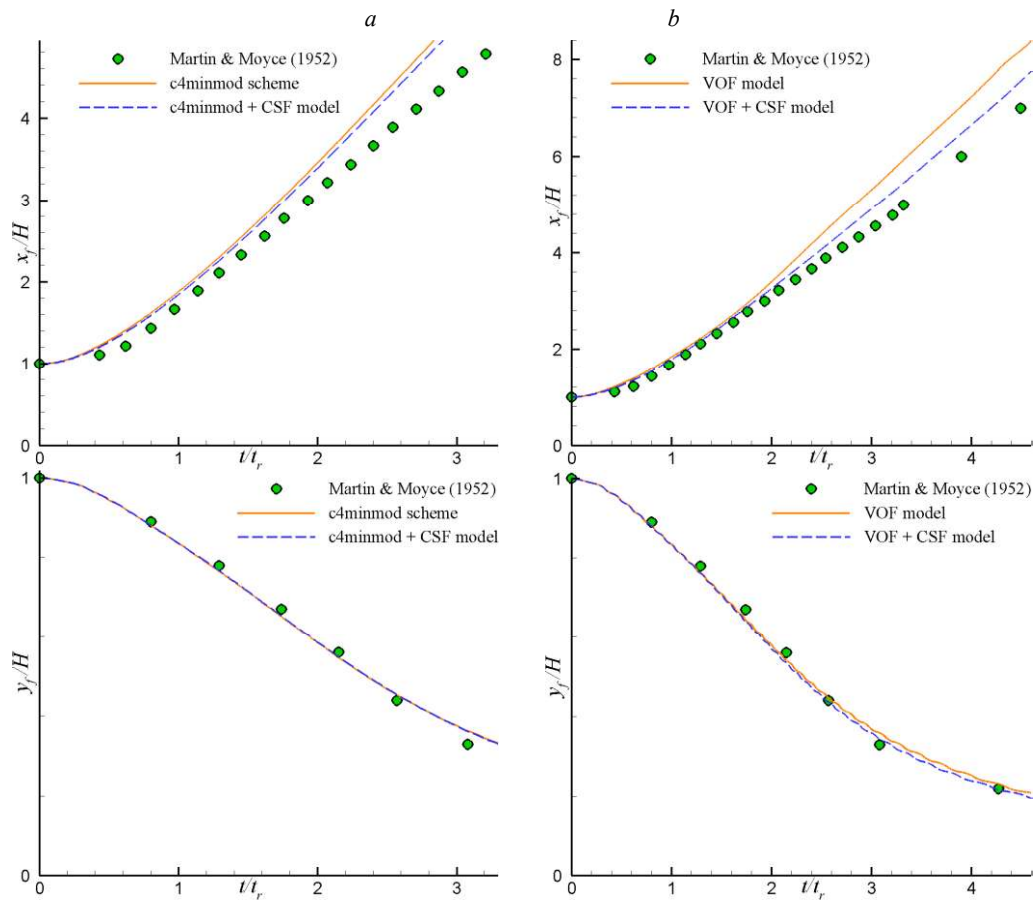 a
b
Martin & Moyce (1952)
c4minmod scheme
c4minmod + CSF model
4
3
2
1
0
x_f/H
0
1
2
3
t/t_r
Martin & Moyce (1952)
VOF model
VOF + CSF model
8
6
4
2
0
x_f/H
0
1
2
3
4
t/t_r
Martin & Moyce (1952)
c4minmod scheme
c4minmod + CSF model
1
0
y_f/H
0
1
2
3
t/t_r
Martin & Moyce (1952)
VOF model
VOF + CSF model
1
0
y_f/H
0
1
2
3
4
t/t_r